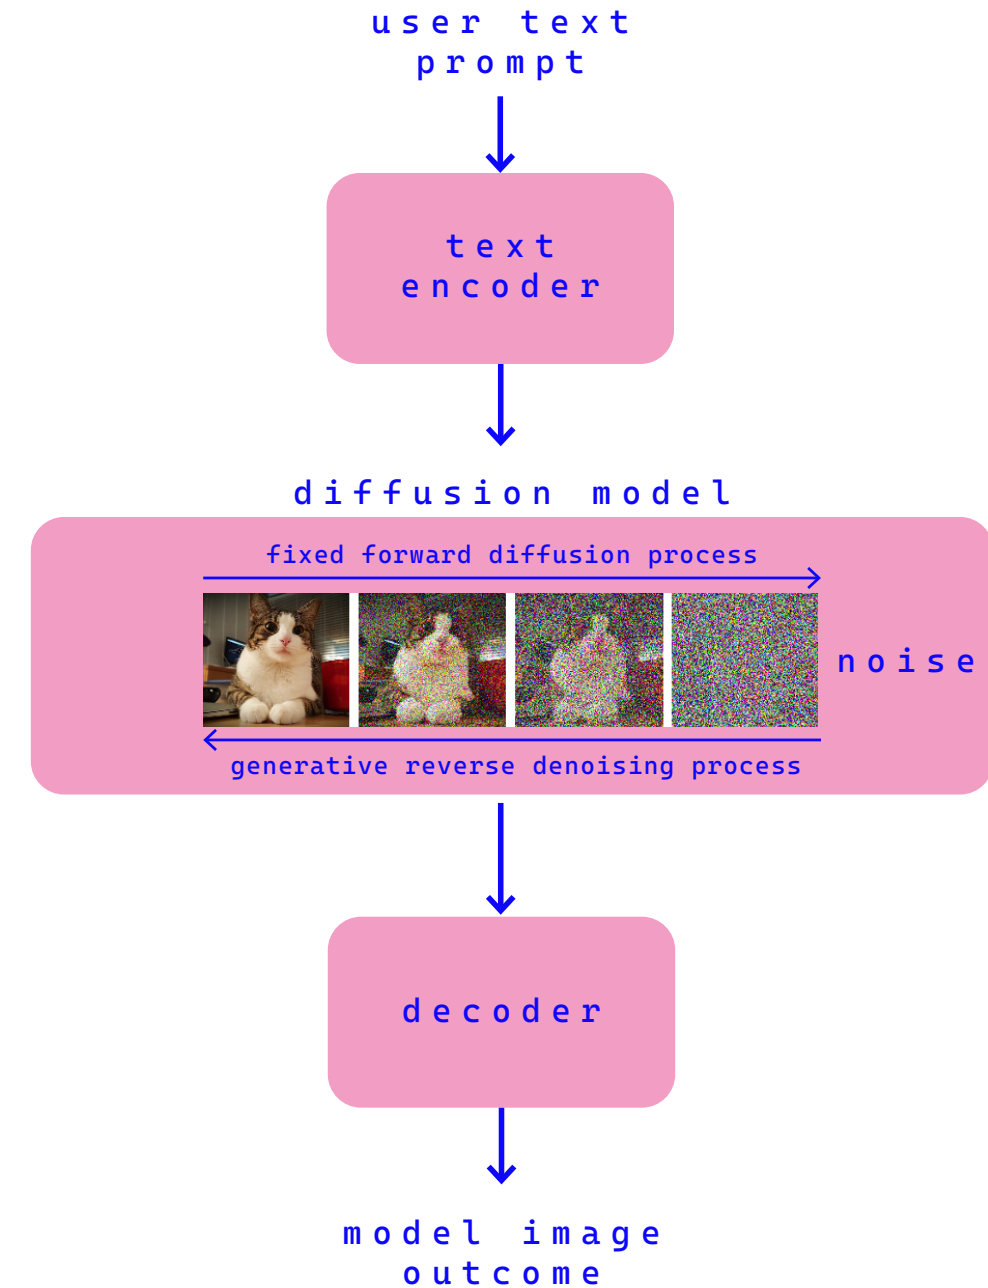 user text
prompt
text
encoder
diffusion model
fixed forward diffusion process
noise
generative reverse denoising process
decoder
model image
outcome